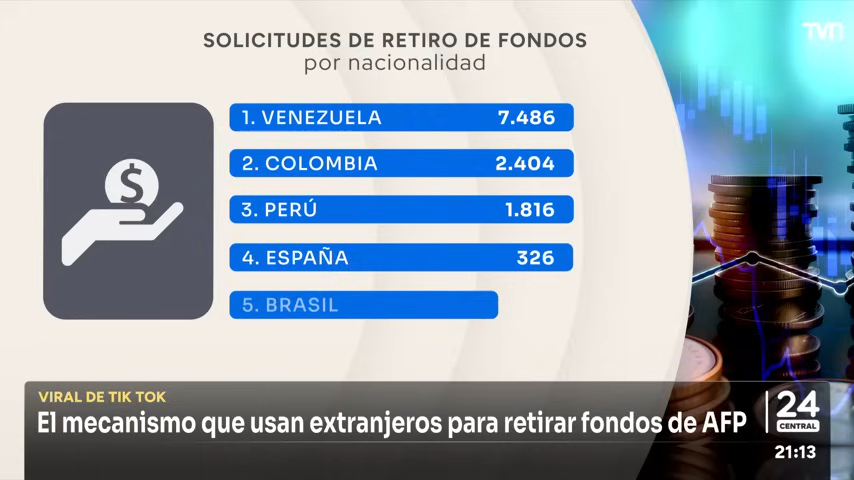 TVN
SOLICITUDES DE RETIRO DE FONDOS
por nacionalidad
$
1. VENEZUELA 7.486
2. COLOMBIA 2.404
3. PERÚ 1.816
4. ESPAÑA 326
5. BRASIL
VIRAL DE TIK TOK
El mecanismo que usan extranjeros para retirar fondos de AFP
24
CENTRAL
21:13